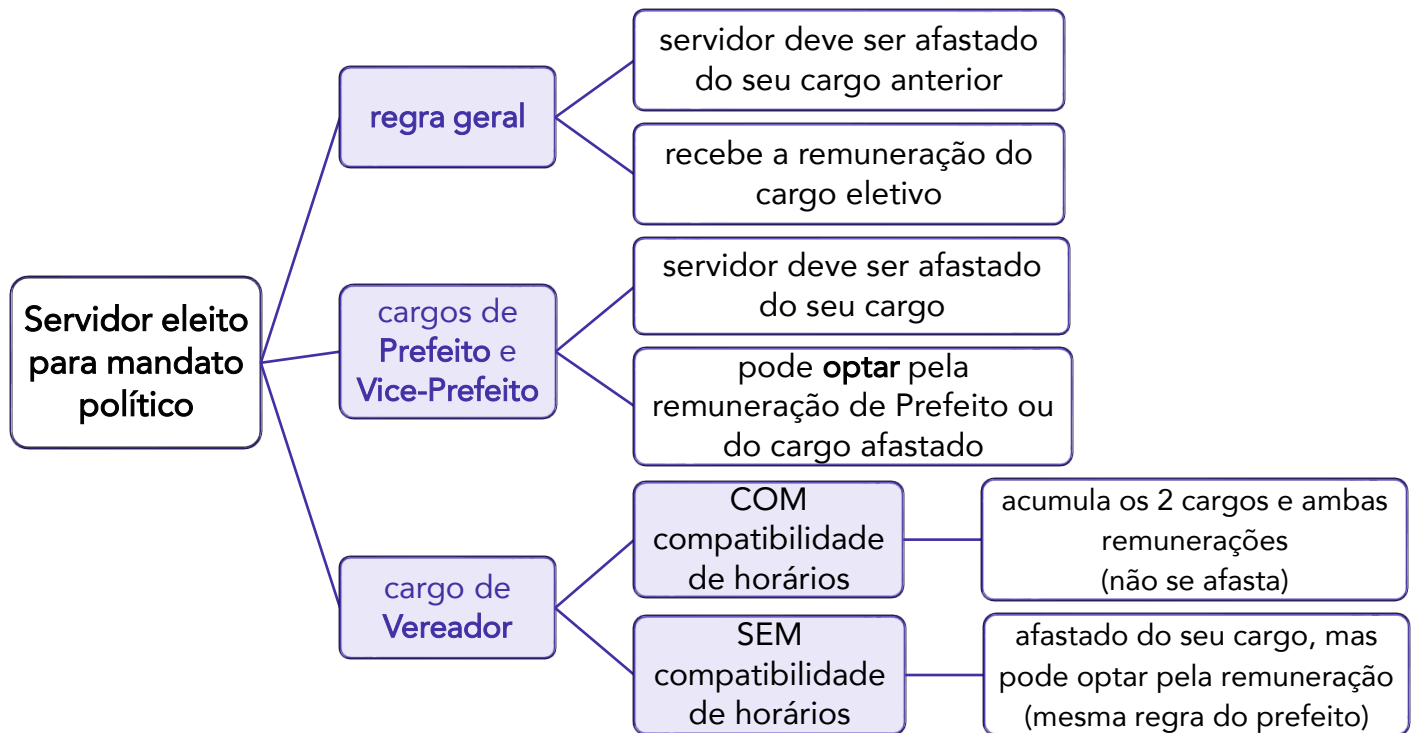 Servidor eleito
para mandato
político
regra geral
servidor deve ser afastado
do seu cargo anterior
recebe a remuneração do
cargo eletivo
cargos de
Prefeito e
Vice-Prefeito
servidor deve ser afastado
do seu cargo
pode optar pela
remuneração de Prefeito ou
do cargo afastado
cargo de
Vereador
COM
compatibilidade
de horários
acumula os 2 cargos e ambas
remunerações
(não se afasta)
SEM
compatibilidade
de horários
afastado do seu cargo, mas
pode optar pela remuneração
(mesma regra do prefeito)